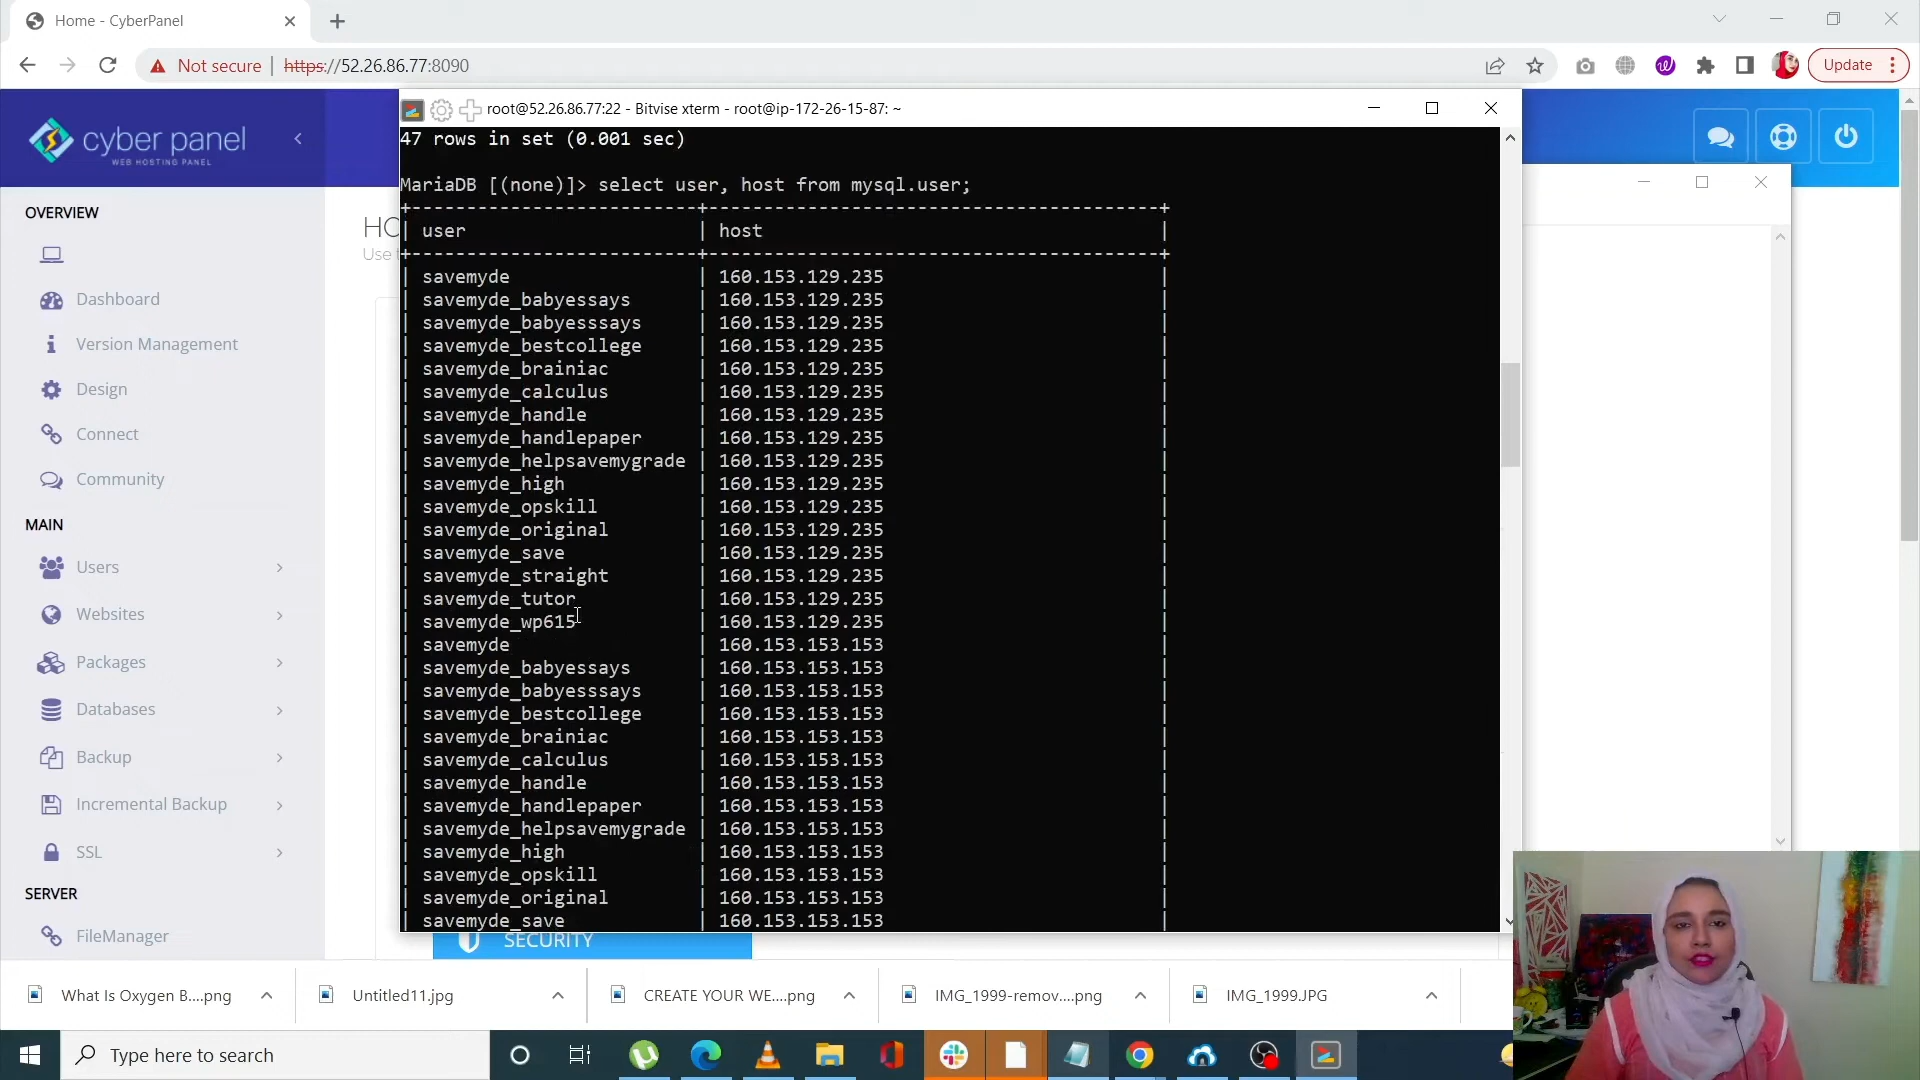 Home - CyberPanel
Not secure | https://52.26.86.77:8090
Update
cyber panel
WEB HOSTING PANEL
root@52.26.86.77:22 - Bitvise xterm - root@ip-172-26-15-87: ~
47 rows in set (0.001 sec)
MariaDB [(none)]> select user, host from mysql.user;
| user | host |
| savemyde | 160.153.129.235 |
| savemyde_babyessays | 160.153.129.235 |
| savemyde_babyesssays | 160.153.129.235 |
| savemyde_bestcollege | 160.153.129.235 |
| savemyde_brainiac | 160.153.129.235 |
| savemyde_calculus | 160.153.129.235 |
| savemyde_handle | 160.153.129.235 |
| savemyde_handlepaper | 160.153.129.235 |
| savemyde_helpsavemygrade | 160.153.129.235 |
| savemyde_high | 160.153.129.235 |
| savemyde_opskill | 160.153.129.235 |
| savemyde_original | 160.153.129.235 |
| savemyde_save | 160.153.129.235 |
| savemyde_straight | 160.153.129.235 |
| savemyde_tutor | 160.153.129.235 |
| savemyde_wp615 | 160.153.129.235 |
| savemyde | 160.153.153.153 |
| savemyde_babyessays | 160.153.153.153 |
| savemyde_babyesssays | 160.153.153.153 |
| savemyde_bestcollege | 160.153.153.153 |
| savemyde_brainiac | 160.153.153.153 |
| savemyde_calculus | 160.153.153.153 |
| savemyde_handle | 160.153.153.153 |
| savemyde_handlepaper | 160.153.153.153 |
| savemyde_helpsavemygrade | 160.153.153.153 |
| savemyde_high | 160.153.153.153 |
| savemyde_opskill | 160.153.153.153 |
| savemyde_original | 160.153.153.153 |
| savemyde_save | 160.153.153.153 |
OVERVIEW
Dashboard
Version Management
Design
Connect
Community
MAIN
Users
Websites
Packages
Databases
Backup
Incremental Backup
SSL
SERVER
FileManager
HO
Use
SECURITY
What Is Oxygen B....png
Untitled11.jpg
CREATE YOUR WE....png
IMG_1999-remov....png
IMG_1999.JPG
Type here to search